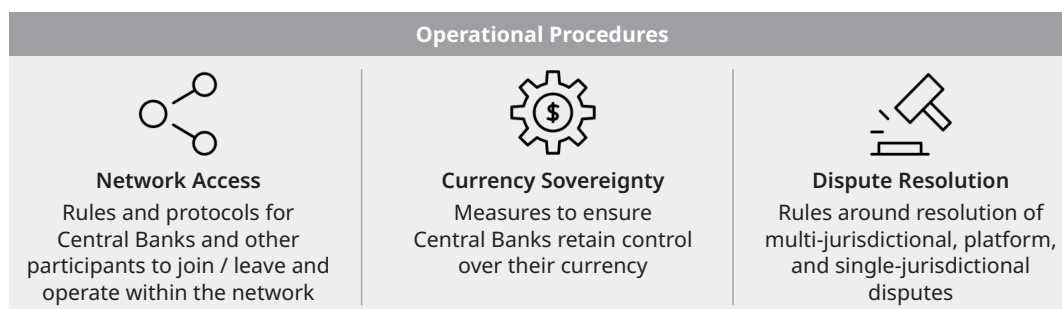 Operational Procedures
$
Network Access
Rules and protocols for
Central Banks and other
participants to join / leave and
operate within the network
Currency Sovereignty
Measures to ensure
Central Banks retain control
over their currency
Dispute Resolution
Rules around resolution of
multi-jurisdictional, platform,
and single-jurisdictional
disputes